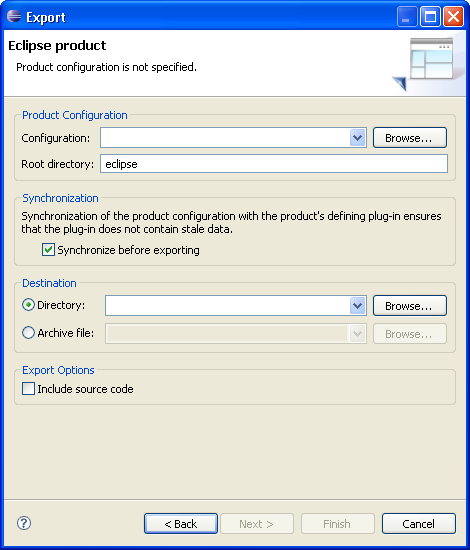 Export
Eclipse product
Product configuration is not specified.
Product Configuration
Configuration: Browse...
Root directory: eclipse
Synchronization
Synchronization of the product configuration with the product's defining plug-in ensures
that the plug-in does not contain stale data.
Synchronize before exporting
Destination
Directory: Browse...
Archive file: Browse...
Export Options
Include source code
? < Back Next > Finish Cancel